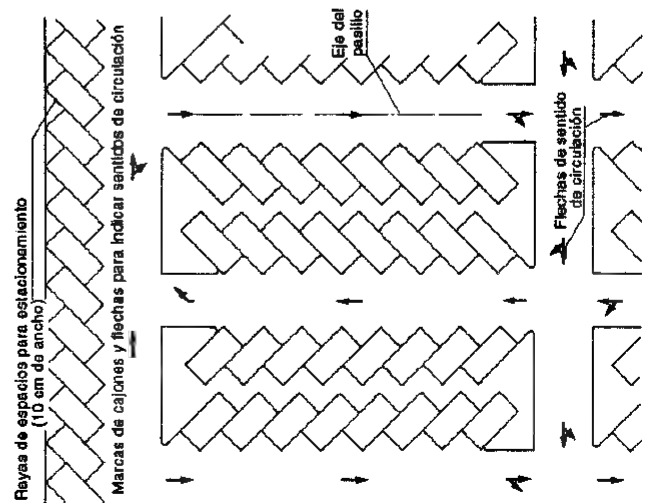 Rayas de espacios para estacionamiento
(10 cm de ancho)
Marcas de cajones y flechas para indicar sentidos de circulación
Eje del
pasillo
Flechas de sentido
de circulación